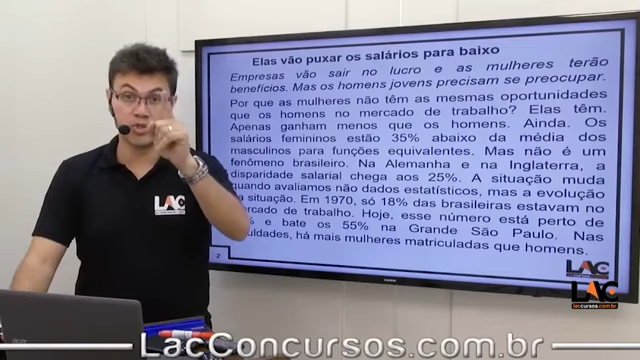 Elas vão puxar os salários para baixo
Empresas vão sair no lucro e as mulheres terão
benefícios. Mas os homens jovens precisam se preocupar.
Por que as mulheres não têm as mesmas oportunidades
que os homens no mercado de trabalho? Elas têm.
Apenas ganham menos que os homens. Ainda. Os
salários femininos estão 35% abaixo da média dos
masculinos para funções equivalentes. Mas não é um
fenômeno brasileiro. Na Alemanha e na Inglaterra, a
disparidade salarial chega aos 25%. A situação muda
quando avaliamos não dados estatísticos, mas a evolução
situação. Em 1970, só 18% das brasileiras estavam no
rcado de trabalho. Hoje, esse número está perto de
% e bate os 55% na Grande São Paulo. Nas
uldades, há mais mulheres matriculadas que homens.
2
LAC
LAC
LAC
laccursos.com.br
LacConcursos.com.br